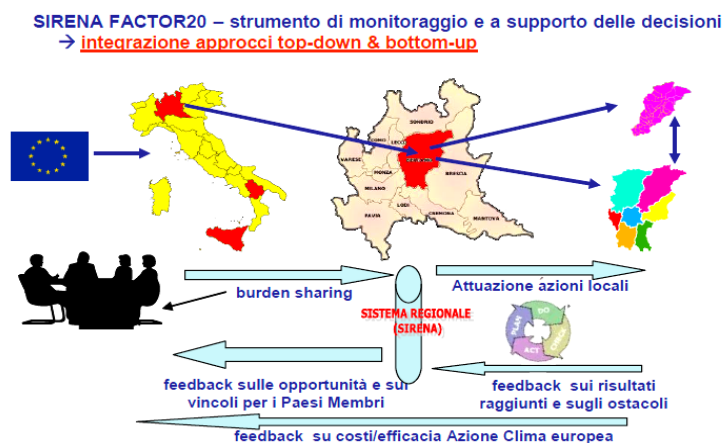 SIRENA FACTOR20 – strumento di monitoraggio e a supporto delle decisioni
→ integrazione approcci top-down & bottom-up
SONDRIO
LECCO
VARESE
MONZA
BRESCIA
MILANO
LODI
PAVIA
CREMONA
MANTOVA
burden sharing
Attuazione azioni locali
SISTEMA REGIONALE
(SIRENA)
PLAN
DO
CHECK
ACT
feedback sulle opportunità e sui
vincoli per i Paesi Membri
feedback sui risultati
raggiunti e sugli ostacoli
feedback su costi/efficacia Azione Clima europea